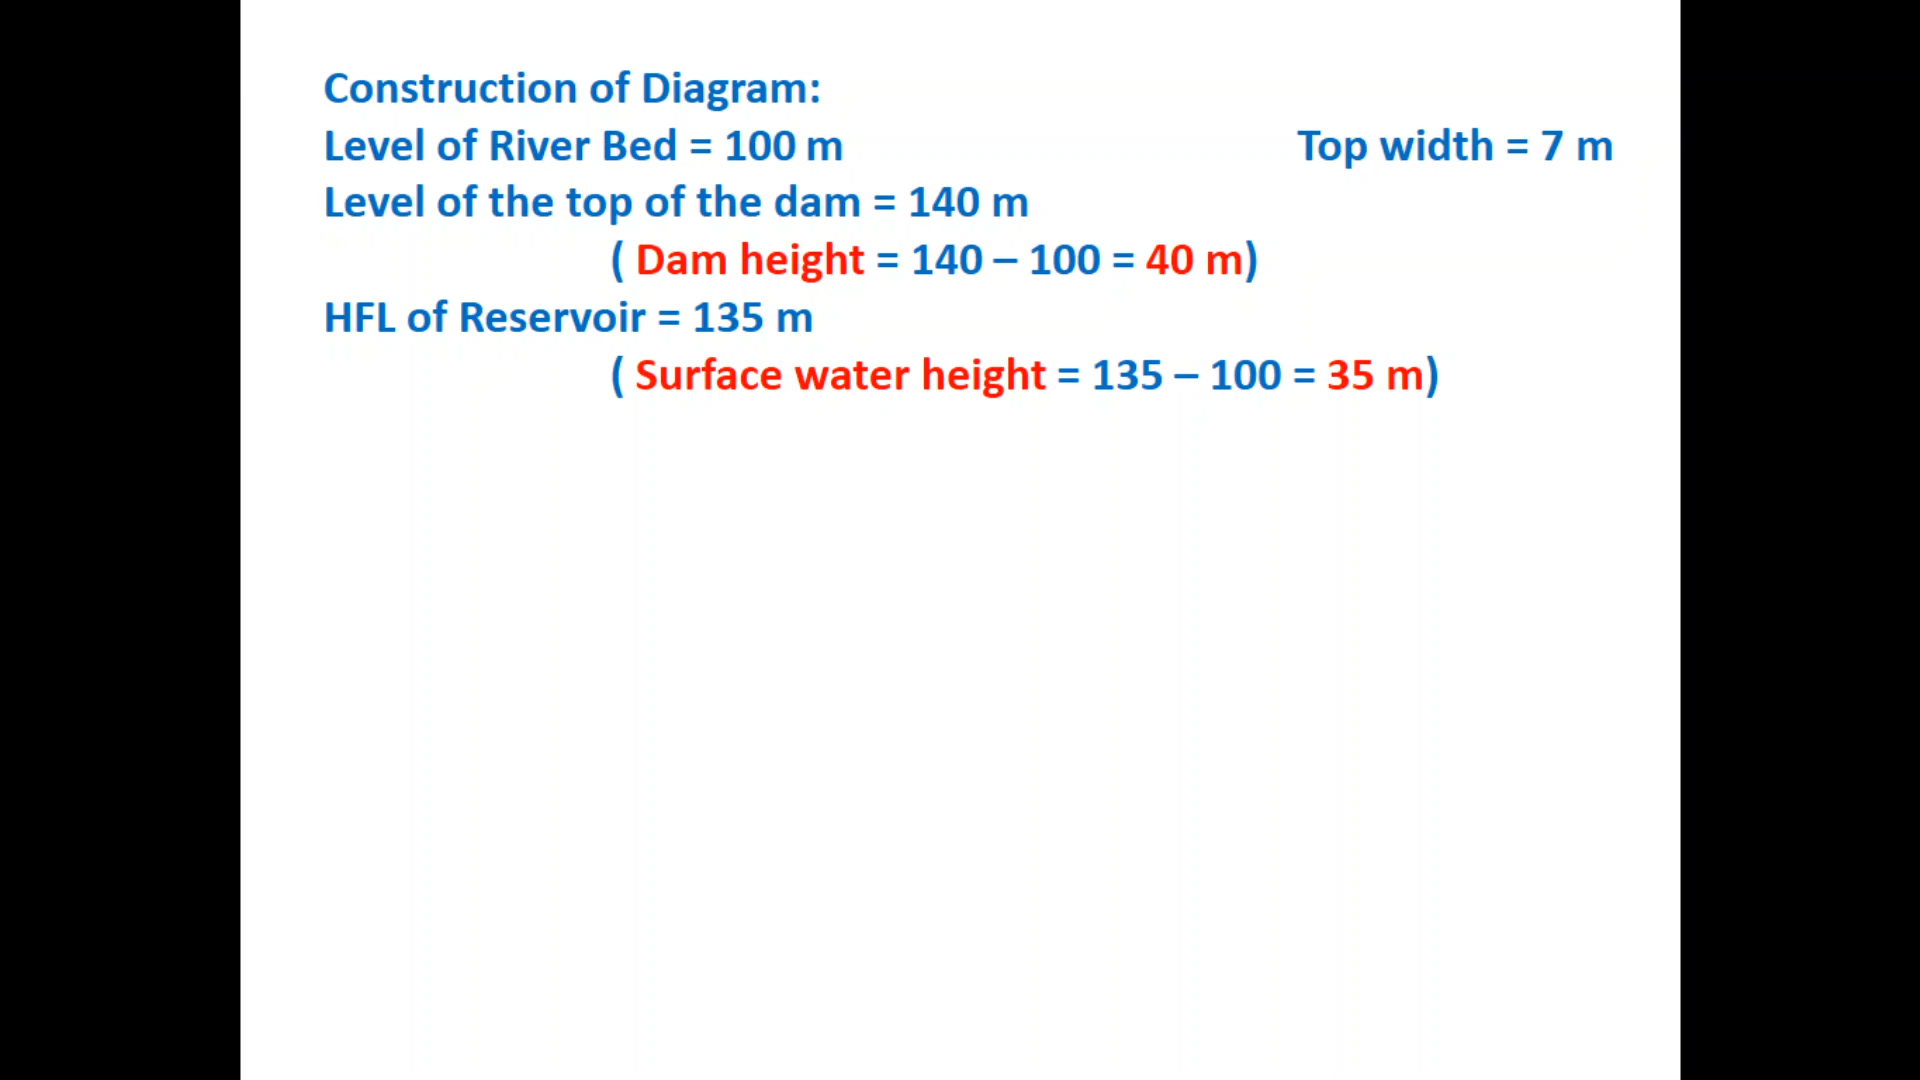 Construction of Diagram:
Level of River Bed = 100 m Top width = 7 m
Level of the top of the dam = 140 m
( Dam height = 140 – 100 = 40 m)
HFL of Reservoir = 135 m
( Surface water height = 135 – 100 = 35 m)